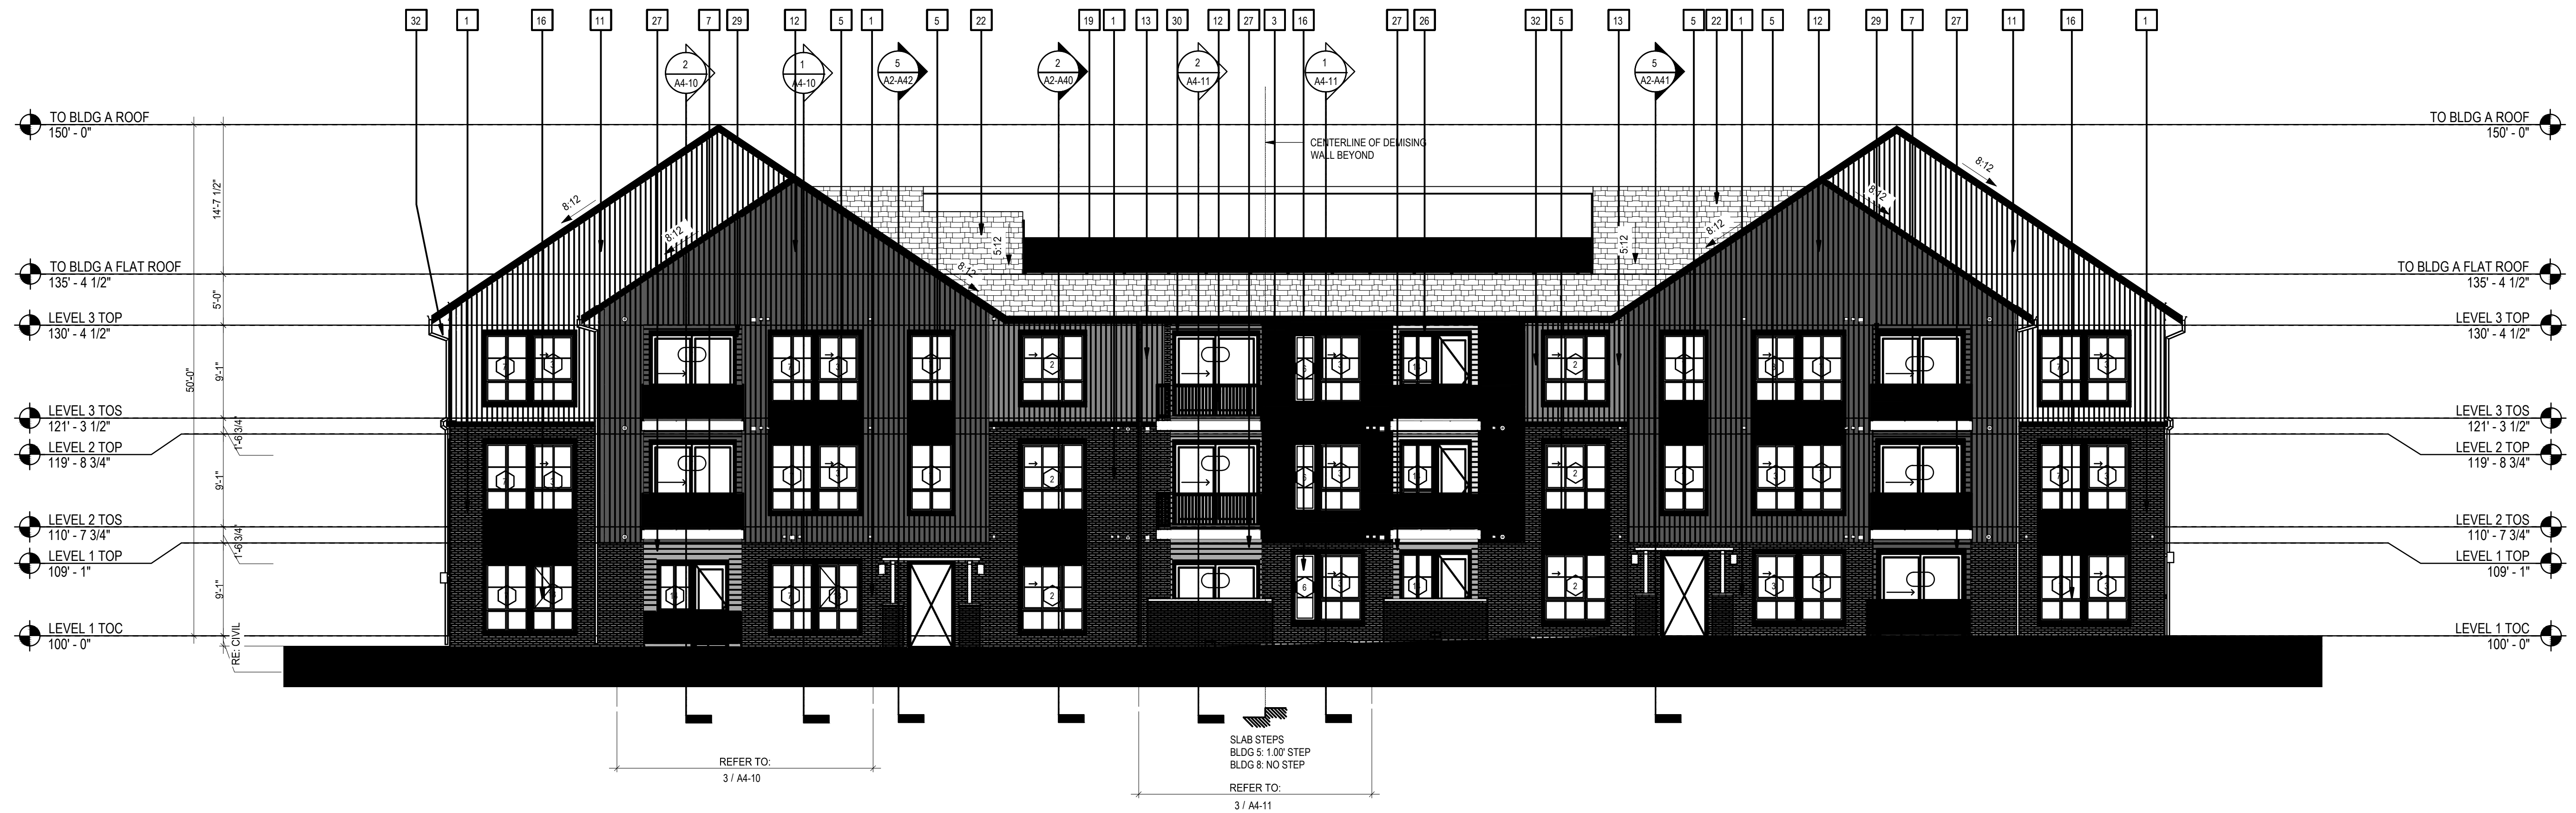 32 1 16 11 27 7 29 12 5 1 5 22 19 1 13 30 12 27 3 16 27 26 32 5 13 5 22 1 5 12 29 7 27 11 16 1
2 A4-10
1 A4-10
5 A2-A42
2 A2-A40
2 A4-11
1 A4-11
5 A2-A41
TO BLDG A ROOF
150' - 0"
TO BLDG A ROOF
150' - 0"
CENTERLINE OF DEMISING
WALL BEYOND
14'-7 1/2"
8:12
8:12
8:12
5:12
5:12
8:12
8:12
8:12
TO BLDG A FLAT ROOF
135' - 4 1/2"
TO BLDG A FLAT ROOF
135' - 4 1/2"
5'-0"
LEVEL 3 TOP
130' - 4 1/2"
LEVEL 3 TOP
130' - 4 1/2"
50'-0"
9'-1"
LEVEL 3 TOS
121' - 3 1/2"
LEVEL 3 TOS
121' - 3 1/2"
1'-6 3/4"
LEVEL 2 TOP
119' - 8 3/4"
LEVEL 2 TOP
119' - 8 3/4"
9'-1"
LEVEL 2 TOS
110' - 7 3/4"
LEVEL 2 TOS
110' - 7 3/4"
1'-6 3/4"
LEVEL 1 TOP
109' - 1"
LEVEL 1 TOP
109' - 1"
9'-1"
LEVEL 1 TOC
100' - 0"
LEVEL 1 TOC
100' - 0"
RE: CIVIL
SLAB STEPS
BLDG 5: 1.00' STEP
BLDG 8: NO STEP
REFER TO:
3 / A4-10
REFER TO:
3 / A4-11